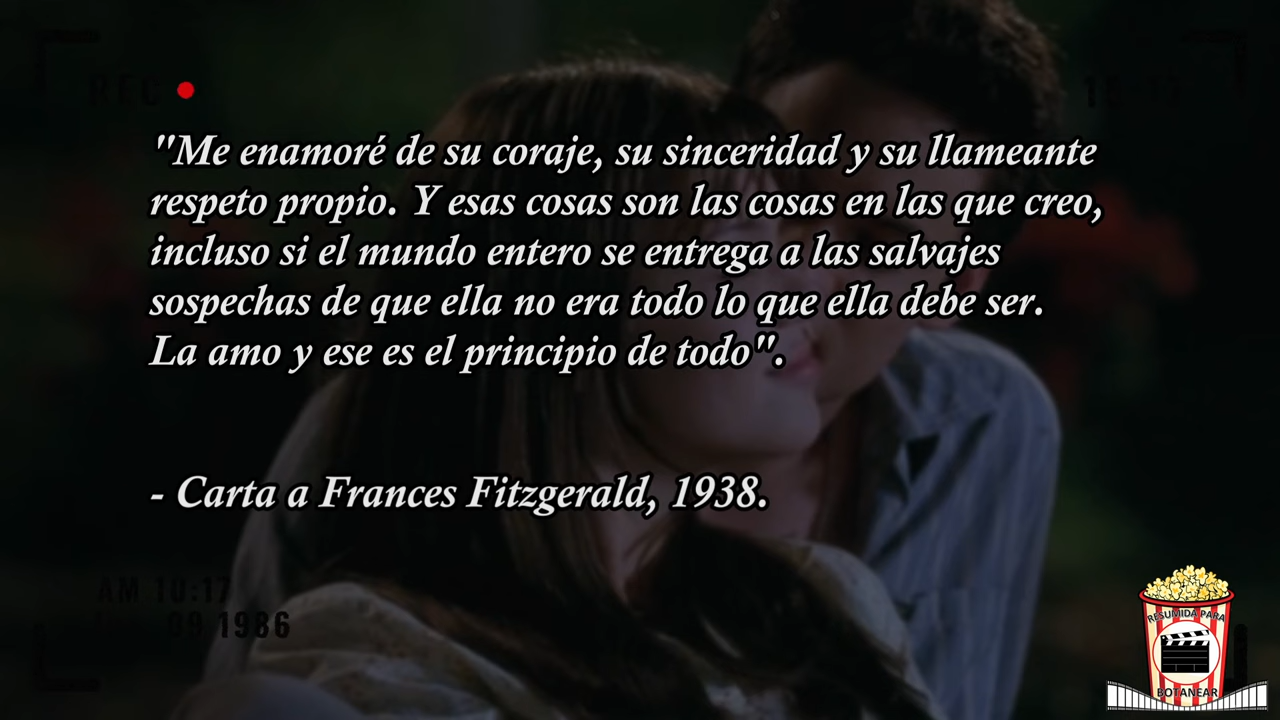 REC
"Me enamoré de su coraje, su sinceridad y su llameante
respeto propio. Y esas cosas son las cosas en las que creo,
incluso si el mundo entero se entrega a las salvajes
sospechas de que ella no era todo lo que ella debe ser.
La amo y ese es el principio de todo".
- Carta a Frances Fitzgerald, 1938.
AM 10:17
09 1986
RESUMIDA PARA
BOTANEAR